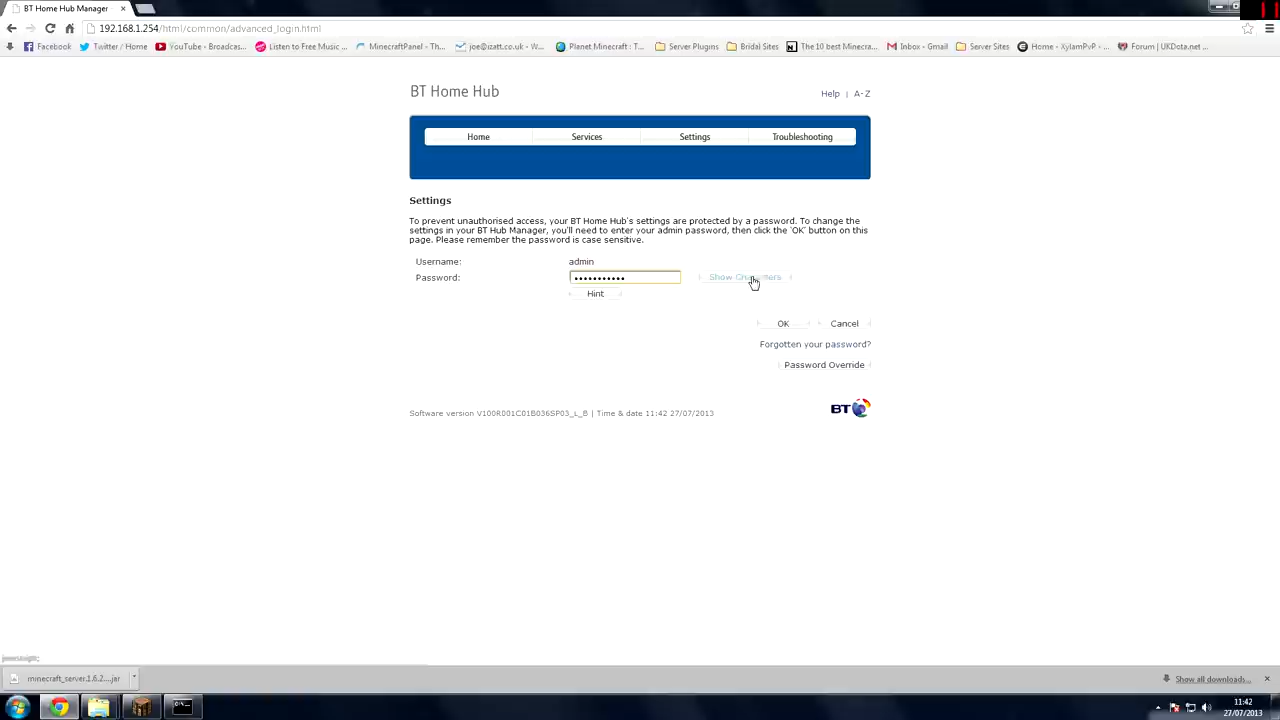 BT Home Hub Manager -
192.168.1.254/html/common/advanced_login.html
Facebook Twitter / Home YouTube - Broadcas... Listen to Free Music ... MinecraftPanel - Th... joe@izatt.co.uk - W... Planet Minecraft : T... Server Plugins Bridal Sites The 10 best Minecra... Inbox - Gmail Server Sites Home - XylamPvP - ... Forum | UKDota.net ...
BT Home Hub
Help | A-Z
Home Services Settings Troubleshooting
Settings
To prevent unauthorised access, your BT Home Hub's settings are protected by a password. To change the
settings in your BT Hub Manager, you'll need to enter your admin password, then click the 'OK' button on this
page. Please remember the password is case sensitive.
Username: admin
Password: ••••••••••• Show Characters
Hint
OK Cancel
Forgotten your password?
Password Override
Software version V100R001C01B036SP03_L_B | Time & date 11:42 27/07/2013
BT
minecraft_server.1.6.2....jar
Show all downloads...
11:42
27/07/2013